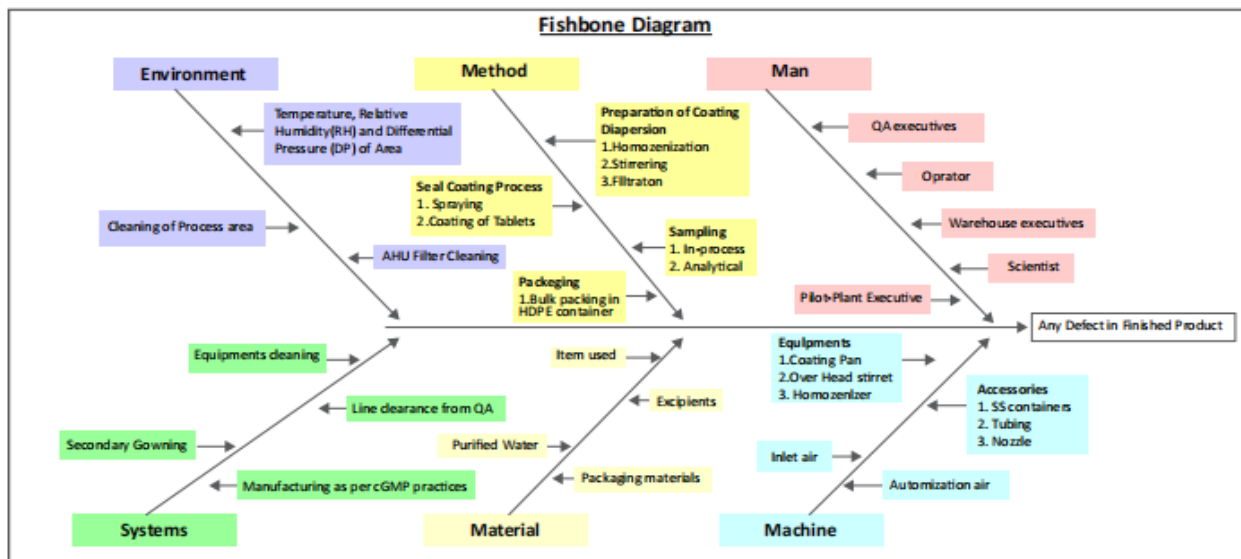 Fishbone Diagram
Environment
Method
Man
Temperature, Relative
Humidity(RH) and Differential
Pressure (DP) of Area
Preparation of Coating
Diapersion
1.Homozenization
2.Stirrering
3.Flltraton
QA executives
Oprator
Seal Coating Process
1. Spraying
2.Coating of Tablets
Cleaning of Process area
Warehouse executives
Sampling
1. In-process
2. Analytical
AHU Filter Cleaning
Scientist
Packeging
1.Bulk packing in
HDPE container
Pilot-Plant Executive
Any Defect in Finished Product
Equipments cleaning
Item used
Equlpments
1.Coating Pan
2.Over Head stirret
3. Homozenlzer
Line clearance from QA
Excipients
Accessories
1. SS containers
2. Tubing
3. Nozzle
Secondary Gowning
Purified Water
Inlet air
Manufacturing as per cGMP practices
Packaging materials
Automization air
Systems
Material
Machine